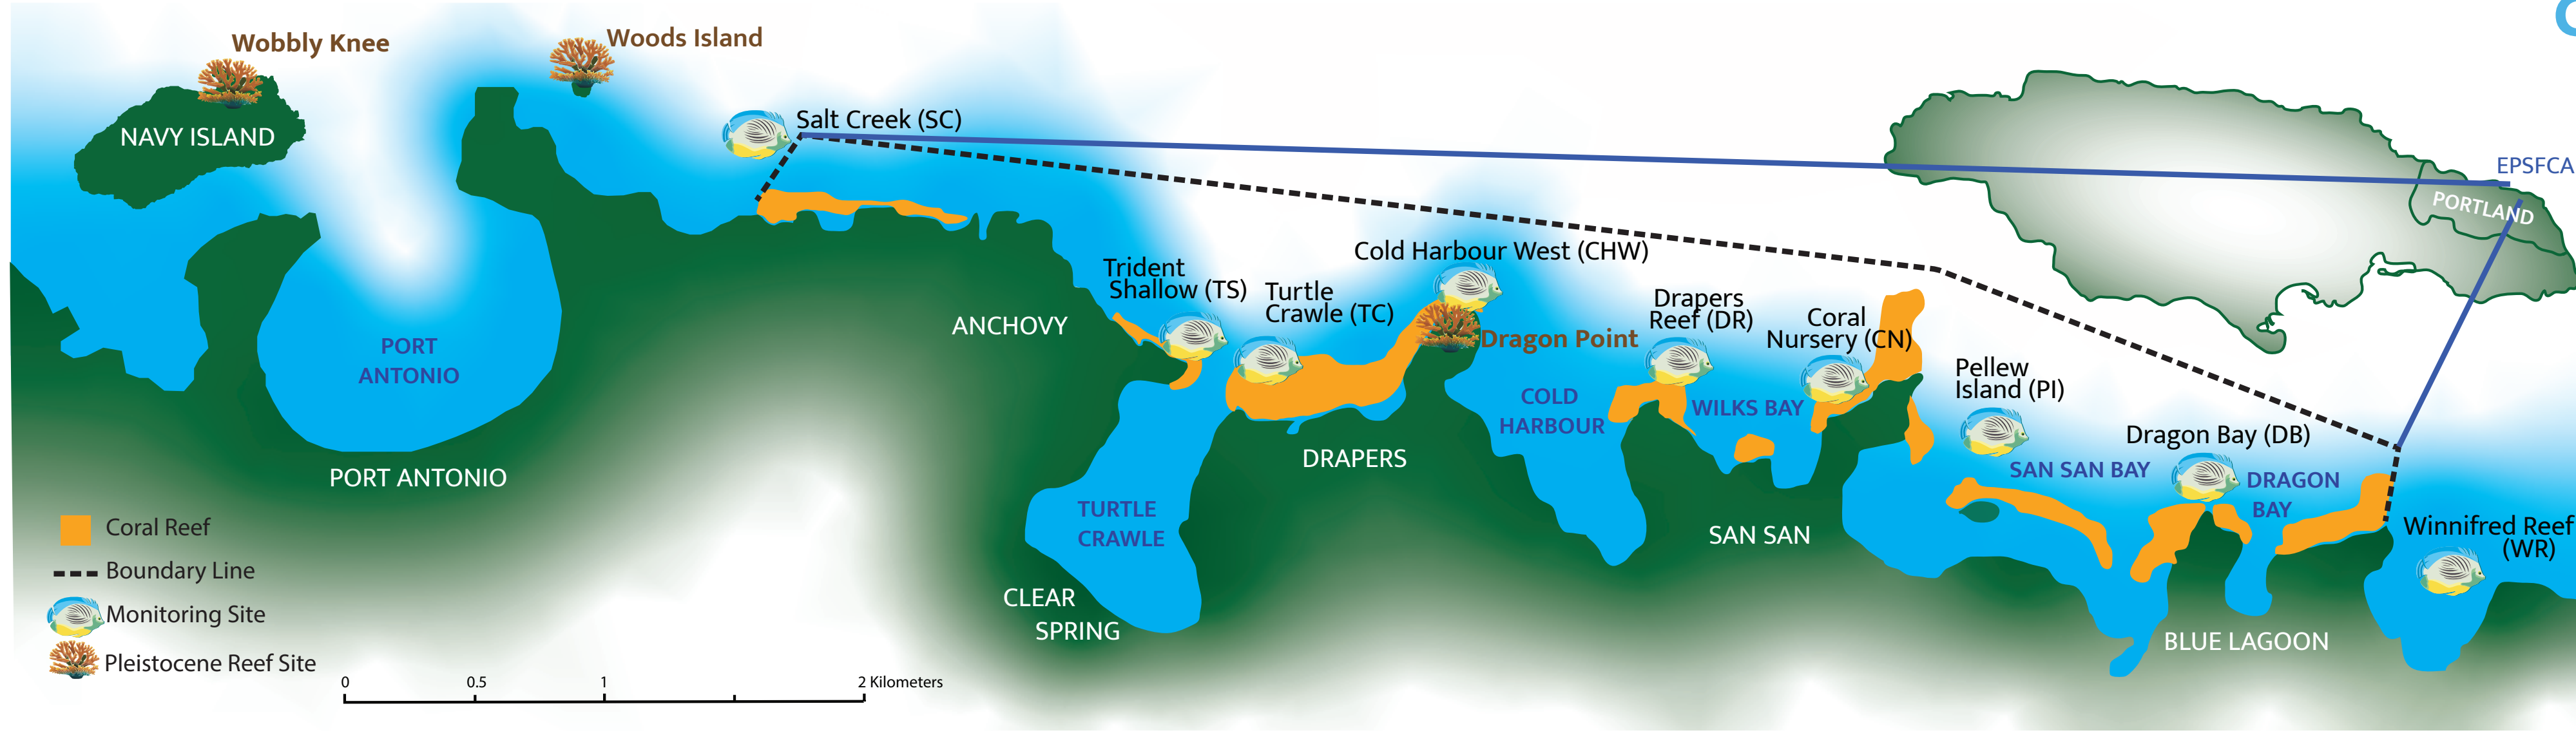 Wobbly Knee
Woods Island
NAVY ISLAND
Salt Creek (SC)
EPSFCA
PORTLAND
Cold Harbour West (CHW)
Trident
Shallow (TS)
Turtle
Crawle (TC)
Drapers
Reef (DR)
Coral
Nursery (CN)
ANCHOVY
Dragon Point
PORT
ANTONIO
Pellew
Island (PI)
COLD
HARBOUR
WILKS BAY
Dragon Bay (DB)
DRAPERS
SAN SAN BAY
PORT ANTONIO
DRAGON
BAY
TURTLE
CRAWLE
SAN SAN
Winnifred Reef
(WR)
Coral Reef
Boundary Line
Monitoring Site
Pleistocene Reef Site
CLEAR
SPRING
BLUE LAGOON
0 0.5 1 2 Kilometers